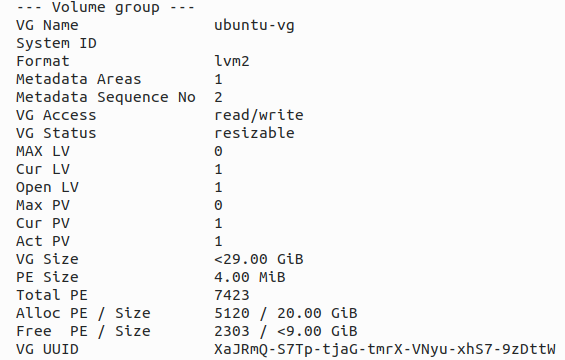 --- Volume group ---
VG Name               ubuntu-vg
System ID
Format                lvm2
Metadata Areas        1
Metadata Sequence No  2
VG Access             read/write
VG Status             resizable
MAX LV                0
Cur LV                1
Open LV               1
Max PV                0
Cur PV                1
Act PV                1
VG Size               <29.00 GiB
PE Size               4.00 MiB
Total PE              7423
Alloc PE / Size       5120 / 20.00 GiB
Free  PE / Size       2303 / <9.00 GiB
VG UUID               XaJRmQ-S7Tp-tjaG-tmrX-VNyu-xhS7-9zDttW